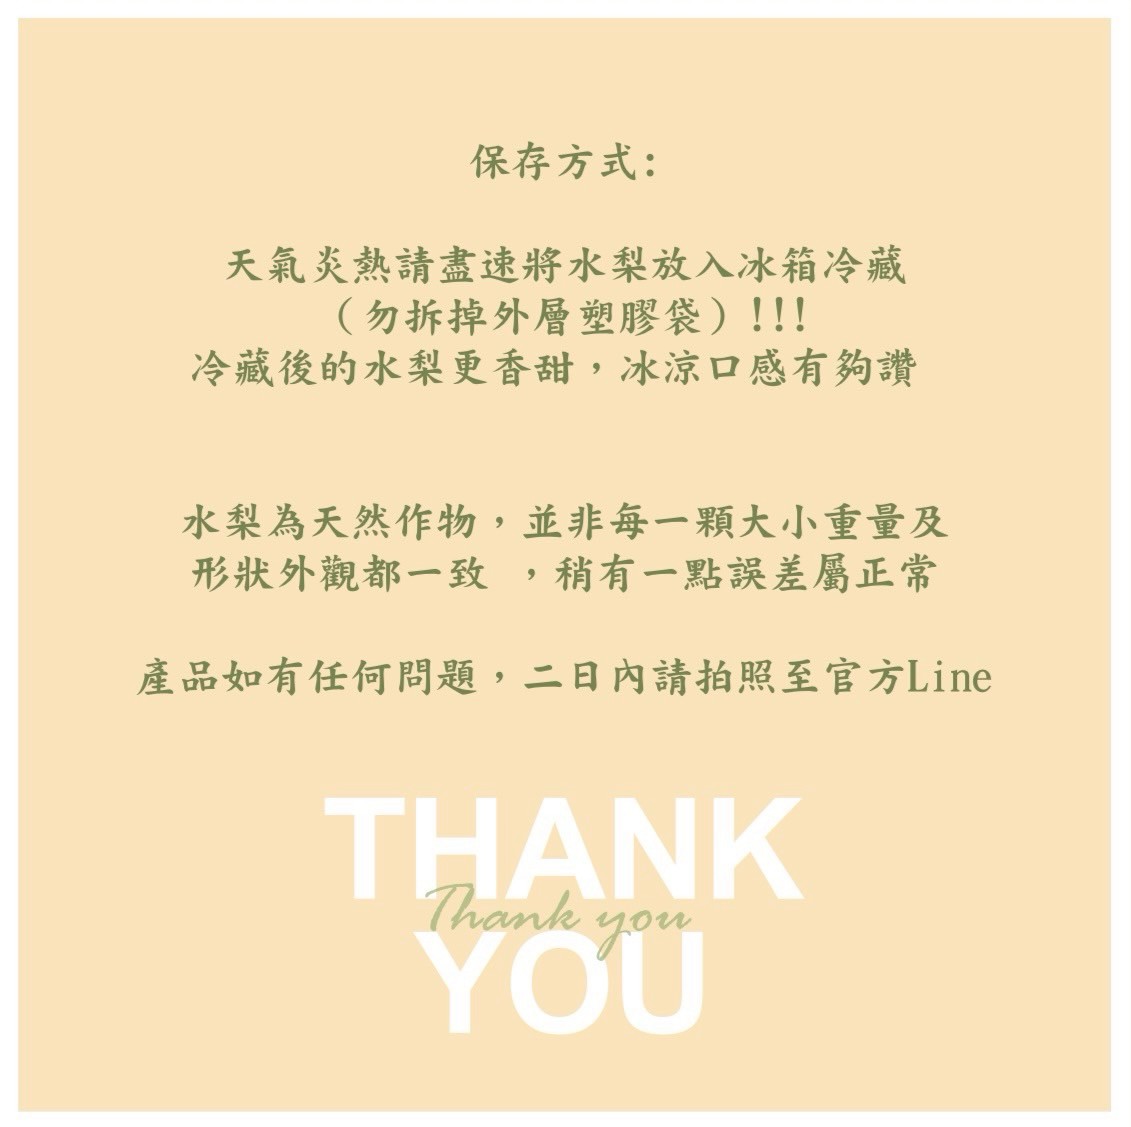 保存方式:
天氣炎熱請盡速將水梨放入冰箱冷藏
（勿拆掉外層塑膠袋）!!!
冷藏後的水梨更香甜，冰涼口感有夠讚
水梨為天然作物，並非每一顆大小重量及
形狀外觀都一致 ，稍有一點誤差屬正常
產品如有任何問題，二日內請拍照至官方Line
THANK
Thank you
YOU